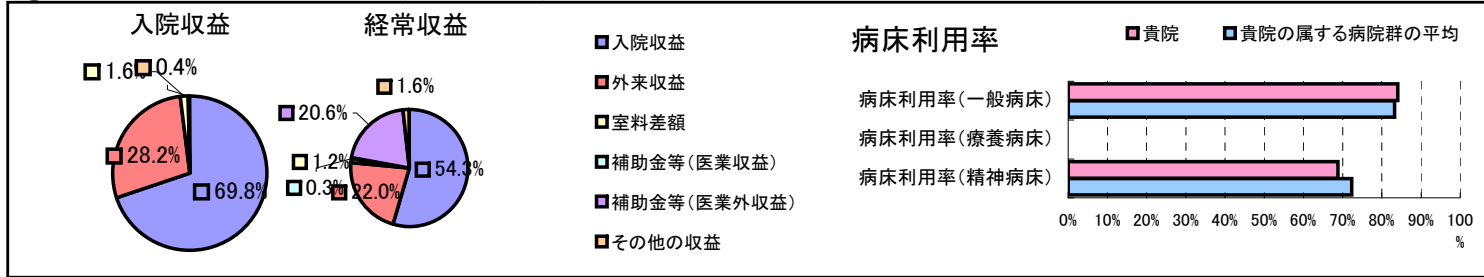 入院収益
1.6%
0.4%
28.2%
69.8%
経常収益
1.6%
20.6%
1.2%
0.3%
22.0%
54.3%
入院収益
外来収益
室料差額
補助金等(医業収益)
補助金等(医業外収益)
その他の収益
病床利用率
貴院
貴院の属する病院群の平均
病床利用率(一般病床)
病床利用率(療養病床)
病床利用率(精神病床)
0% 10% 20% 30% 40% 50% 60% 70% 80% 90% 100
%